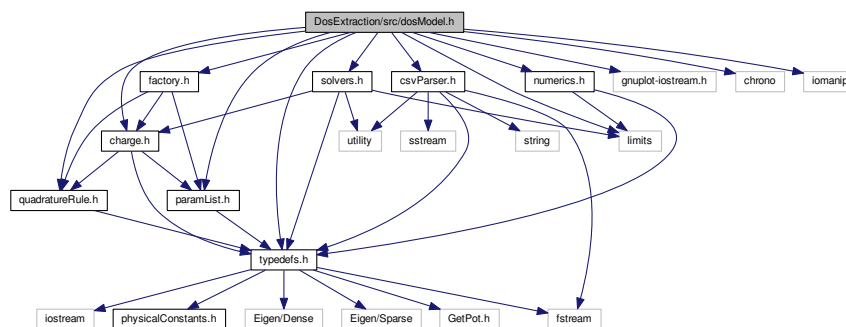 DosExtraction/src/dosModel.h
factory.h
solvers.h
csvParser.h
numerics.h
gnuplot-iostream.h
chrono
iomanip
charge.h
utility
sstream
string
limits
quadratureRule.h
paramList.h
typedefs.h
iostream
physicalConstants.h
Eigen/Dense
Eigen/Sparse
GetPot.h
fstream